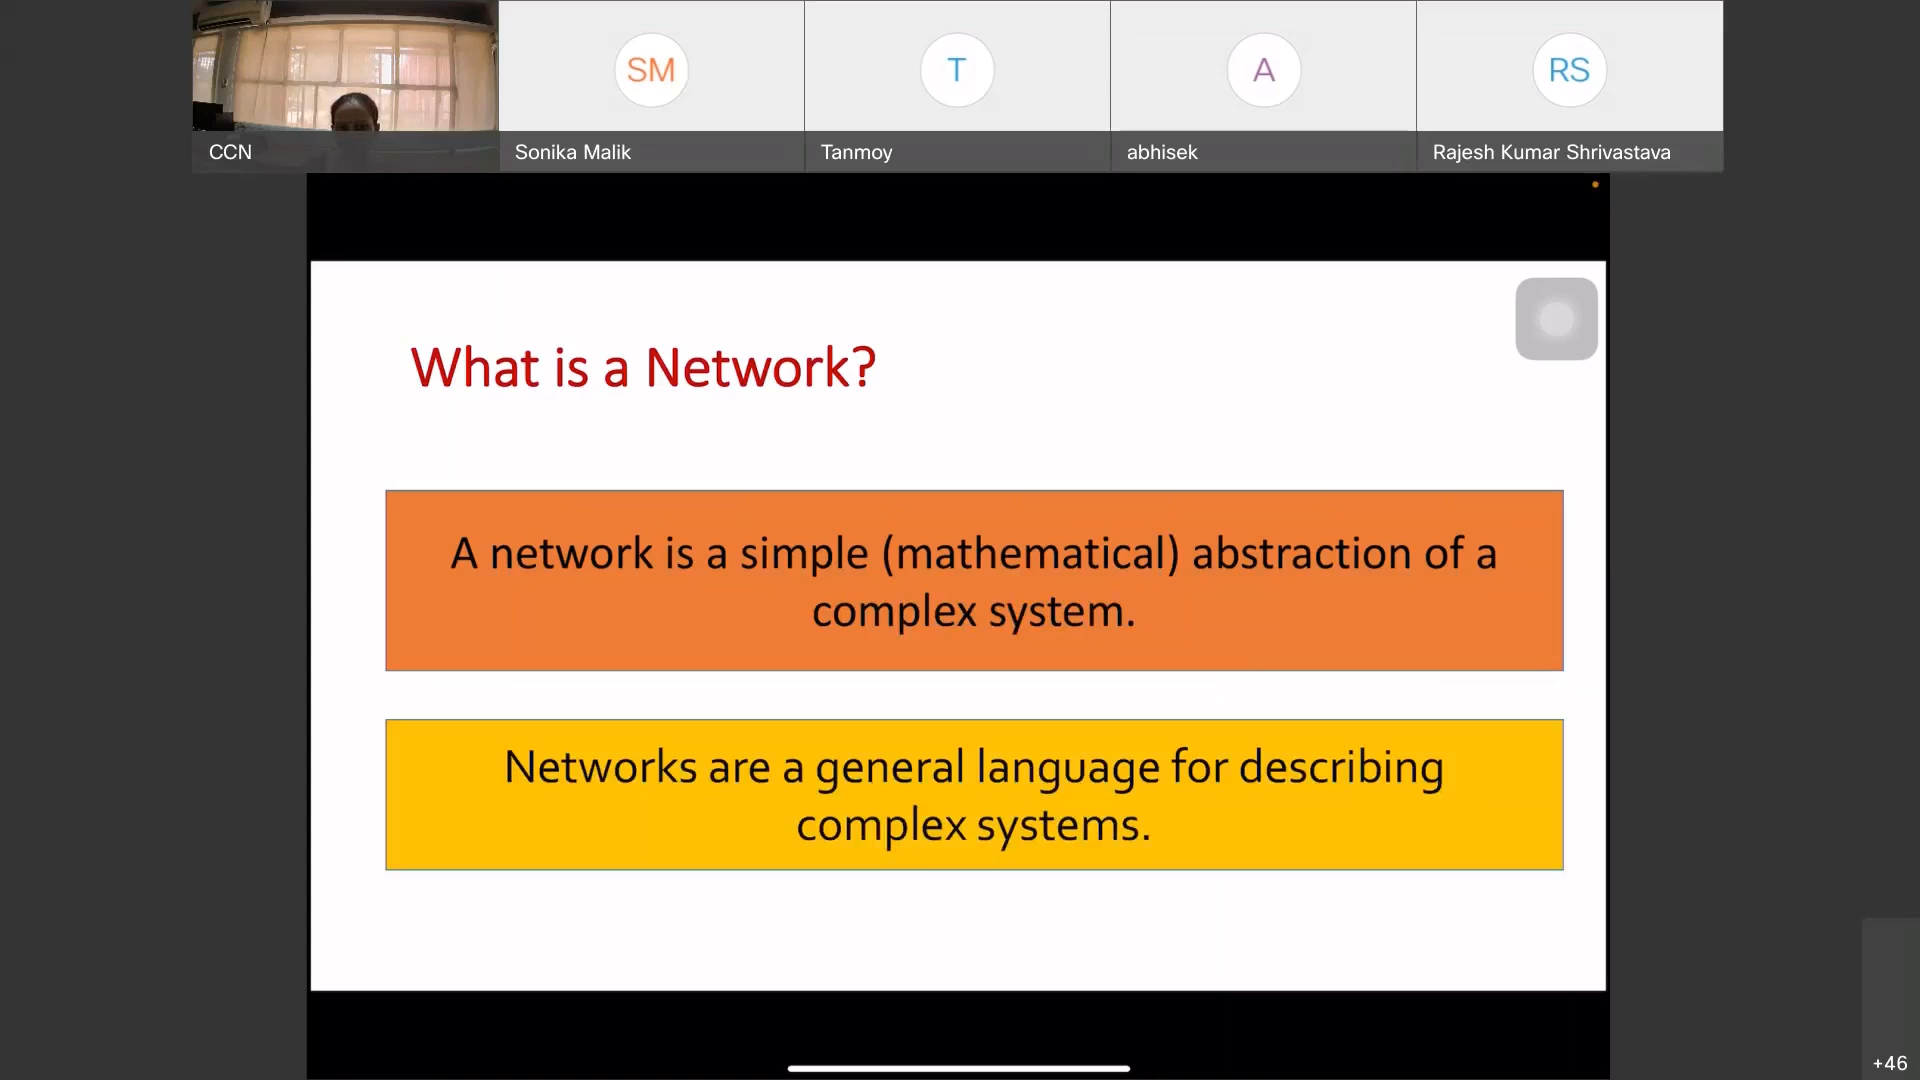 SM
T
A
RS
CCN
Sonika Malik
Tanmoy
abhisek
Rajesh Kumar Shrivastava
What is a Network?
A network is a simple (mathematical) abstraction of a
complex system.
Networks are a general language for describing
complex systems.
+46